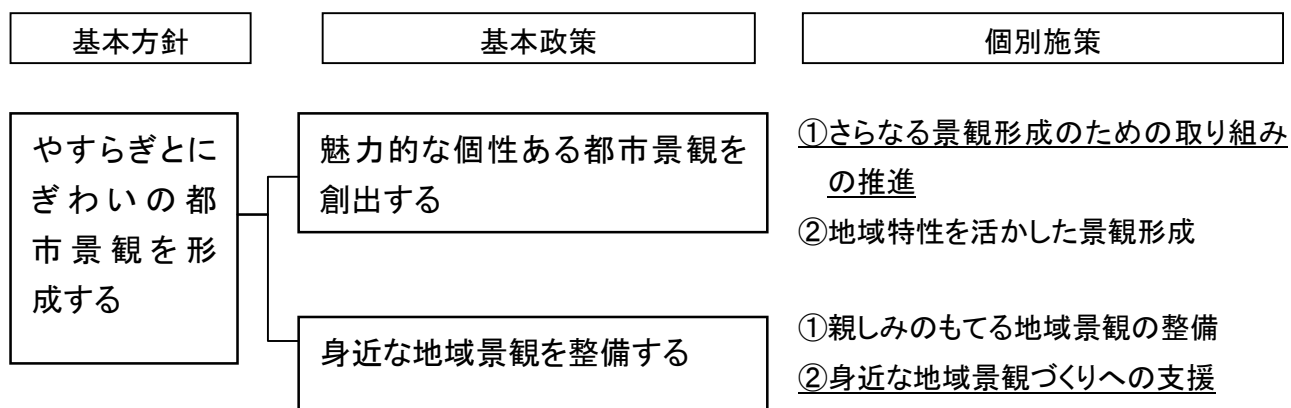 基本方針
基本政策
個別施策
やすらぎとに
ぎわいの都
市景観を形
成する
魅力的な個性ある都市景観を
創出する
①さらなる景観形成のための取り組み
の推進
②地域特性を活かした景観形成
身近な地域景観を整備する
①親しみのもてる地域景観の整備
②身近な地域景観づくりへの支援